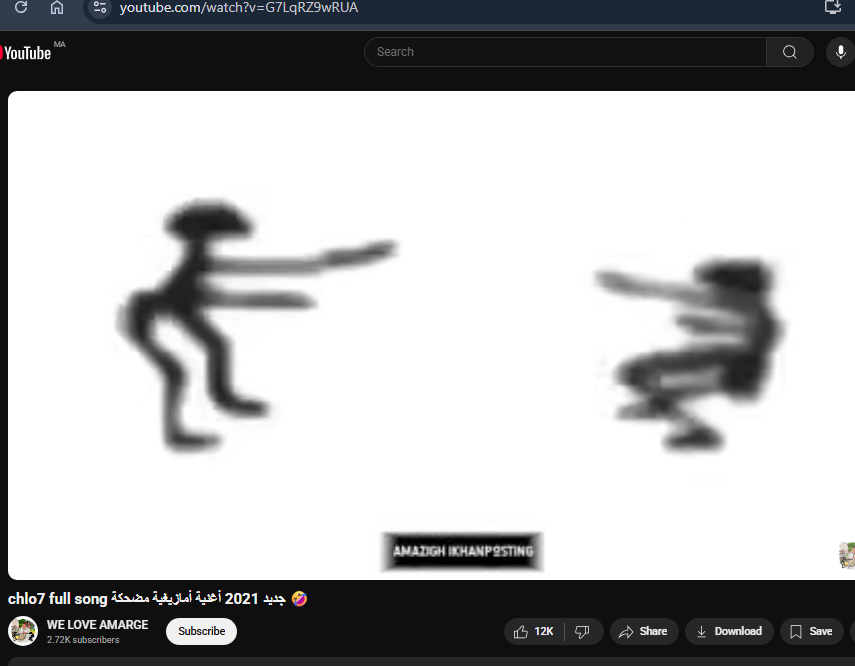 youtube.com/watch?v=G7LqRZ9wRUA
YouTube MA
Search
AMAZIGH IKHANPOSTING
chlo7 full song جديد 2021 أغنية أمازيغية مضحكة 🤣
WE LOVE AMARGE
2.72K subscribers
Subscribe
12K
Share
Download
Save